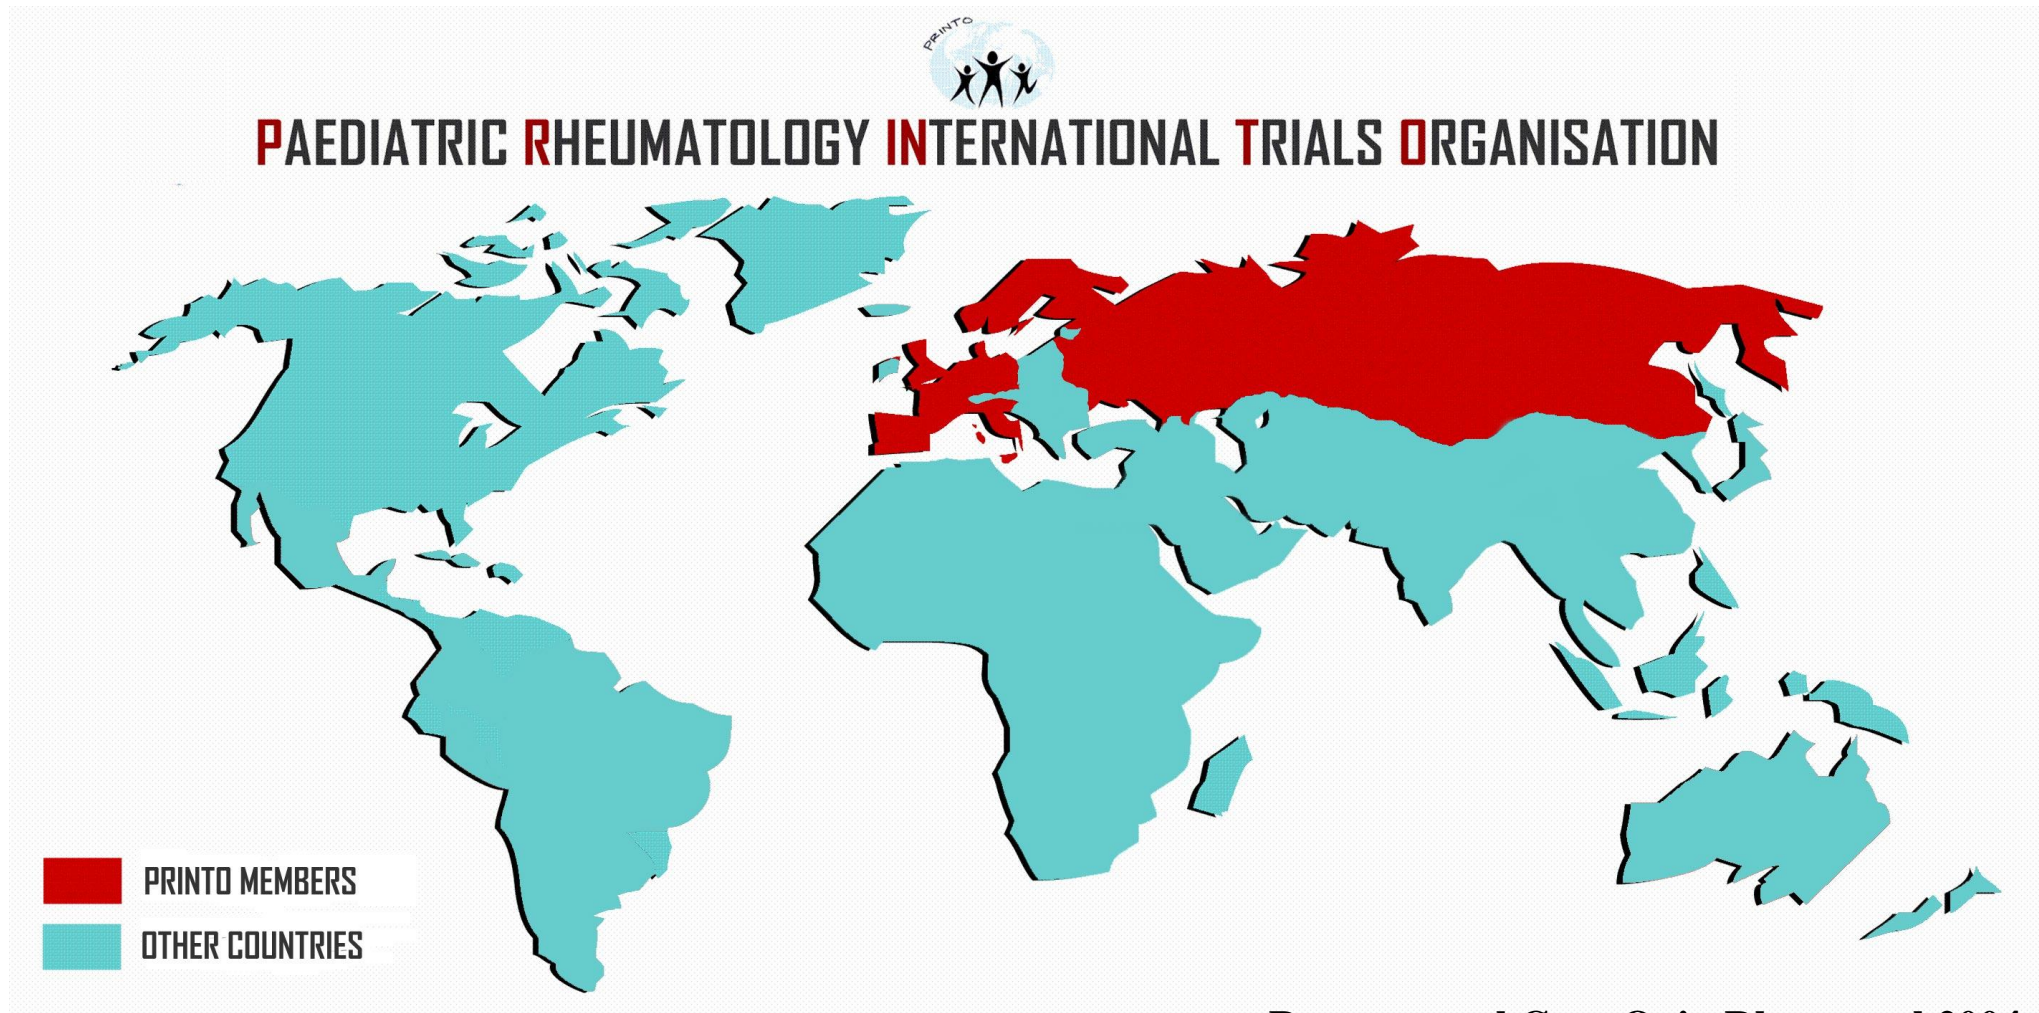 PRINTO
PAEDIATRIC RHEUMATOLOGY INTERNATIONAL TRIALS ORGANISATION
PRINTO MEMBERS
OTHER COUNTRIES